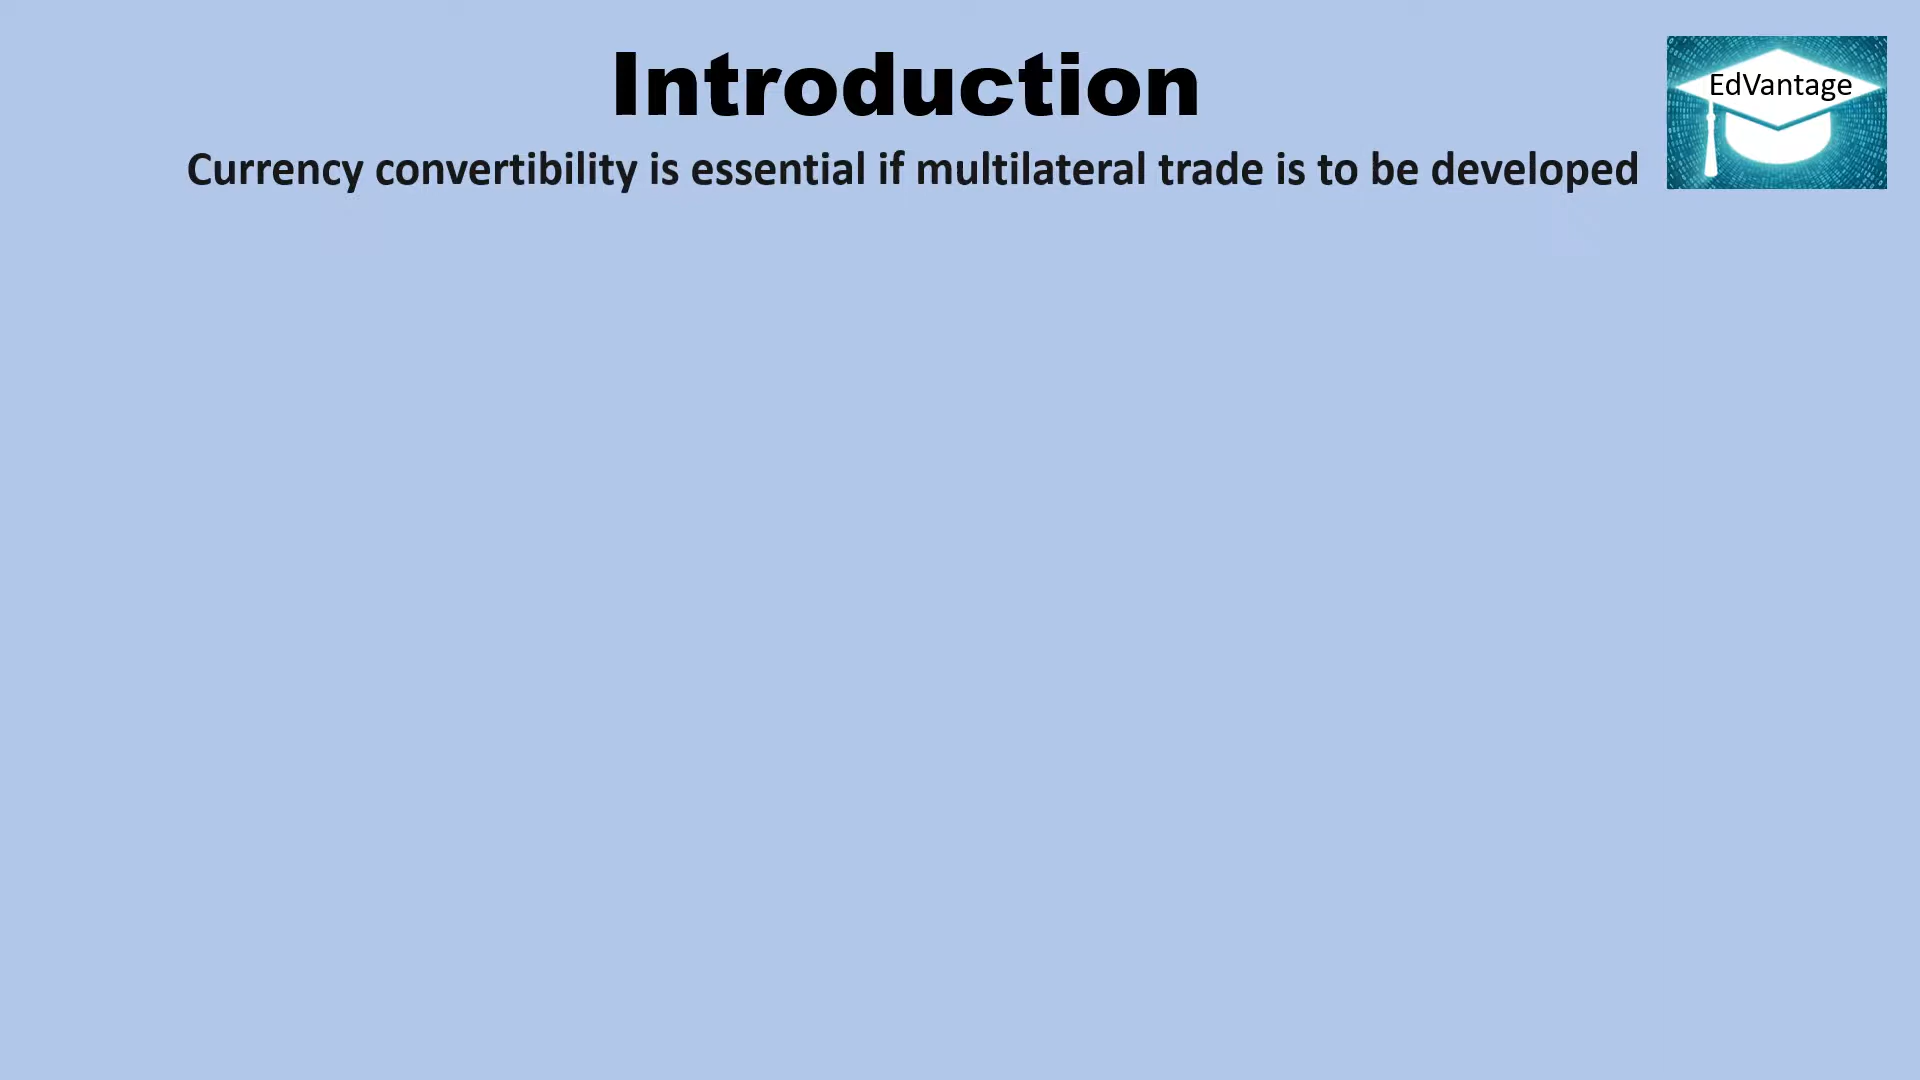 Introduction
EdVantage
Currency convertibility is essential if multilateral trade is to be developed